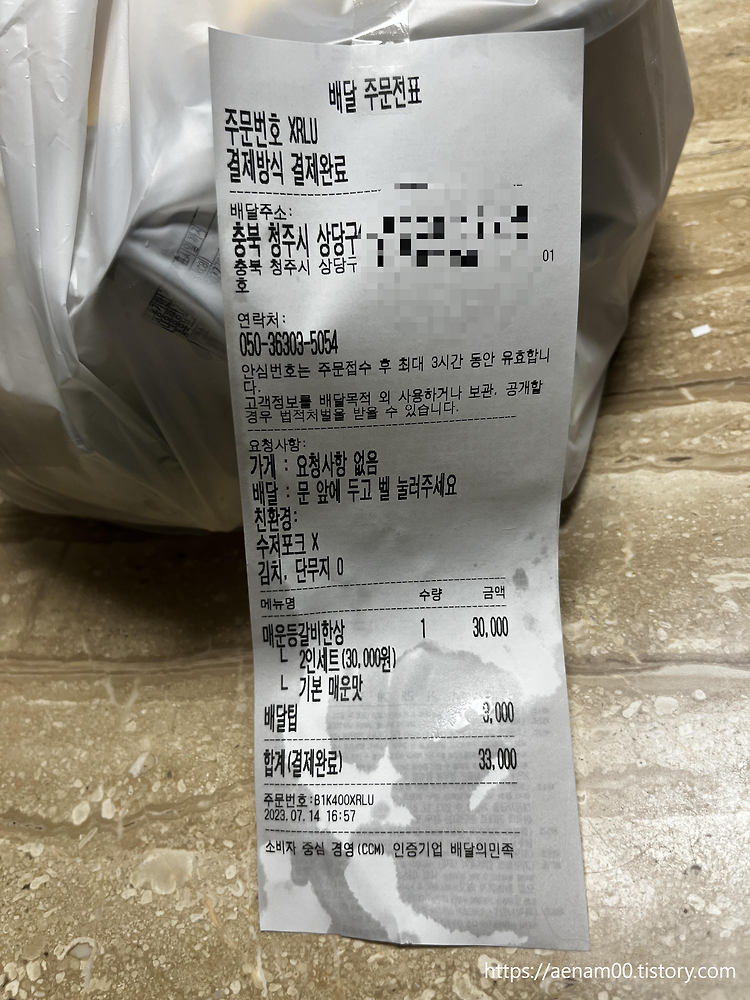 배달 주문전표
주문번호 XRLU
결제방식 결제완료
배달주소:
충북 청주시 상당구
충북 청주시 상당구
01
호
연락처:
050-36303-5054
안심번호는 주문접수 후 최대 3시간 동안 유효합니
다.
고객정보를 배달목적 외 사용하거나 보관, 공개할
경우 법적처벌을 받을 수 있습니다.
요청사항:
가게 : 요청사항 없음
배달 : 문 앞에 두고 벨 눌러주세요
친환경:
수저포크 X
김치, 단무지 O
메뉴명 수량 금액
매운등갈비한상 1 30,000
└ 2인세트(30,000원)
└ 기본 매운맛
배달팁 3,000
합계(결제완료) 33,000
주문번호:B1K400XRLU
2023.07.14 16:57
소비자 중심 경영(CCM) 인증기업 배달의민족
https://aenam00.tistory.com